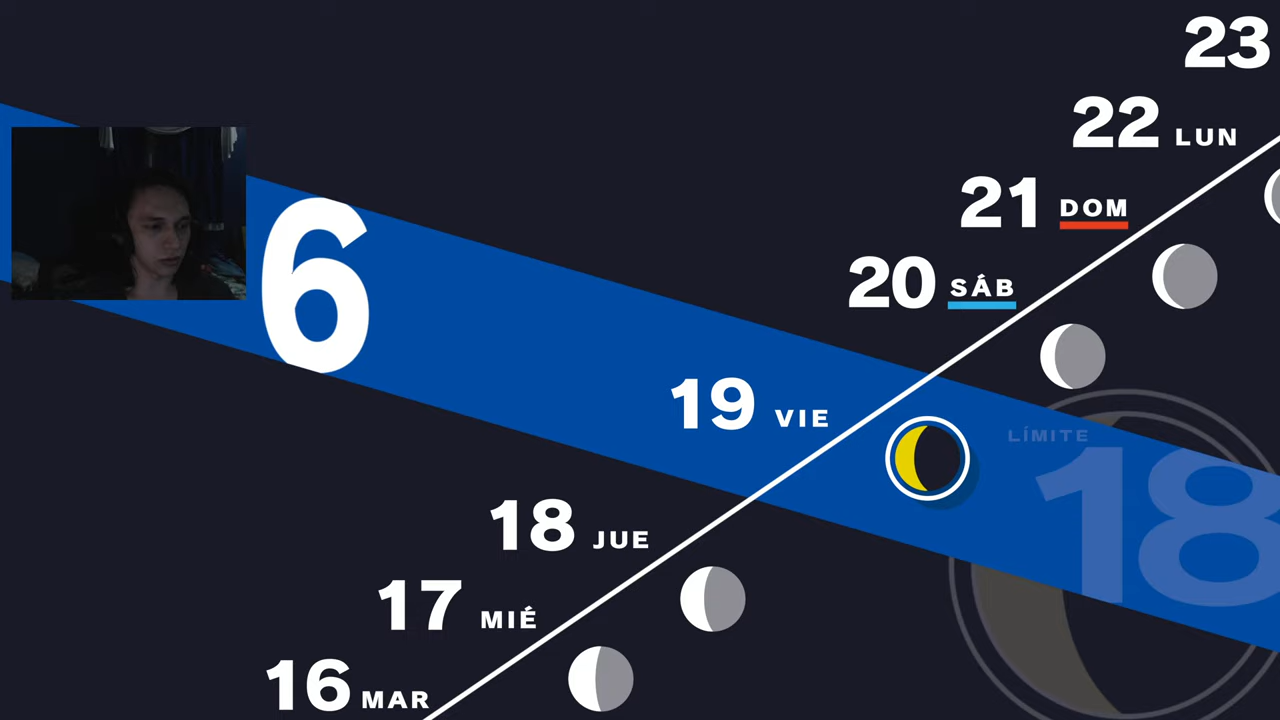 23
22 LUN
21 DOM
20 SÁB
6
19 VIE
LÍMITE
18
18 JUE
17 MIÉ
16 MAR